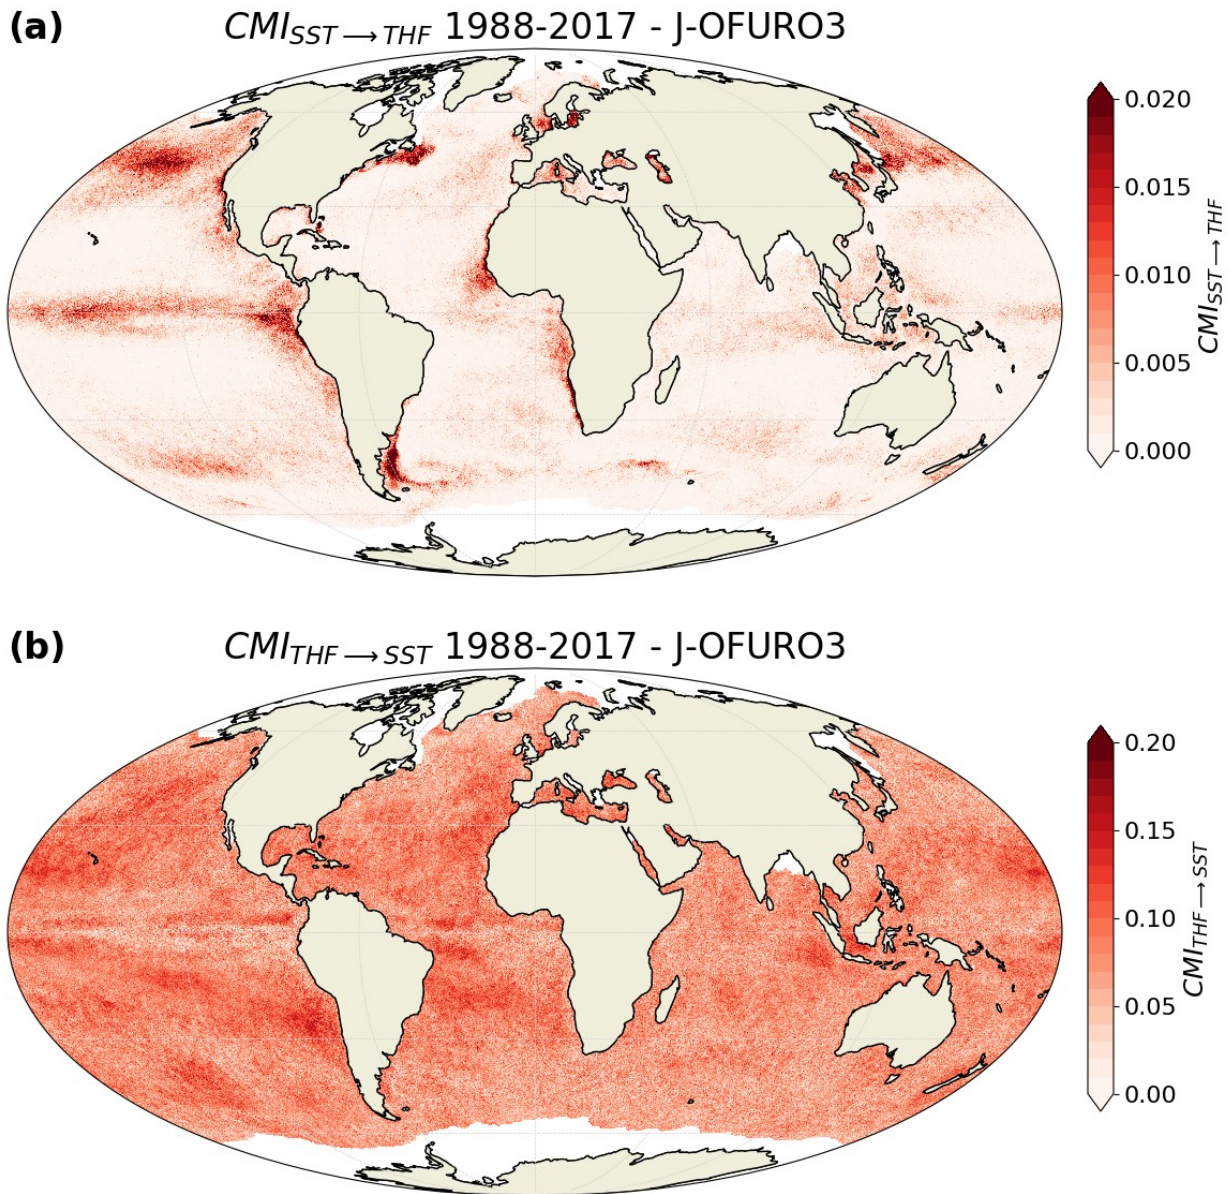 (a) CMI_SST⟶THF 1988-2017 - J-OFURO3
0.020
0.015
0.010
0.005
0.000
CMI_SST⟶THF
(b) CMI_THF⟶SST 1988-2017 - J-OFURO3
0.20
0.15
0.10
0.05
0.00
CMI_THF⟶SST